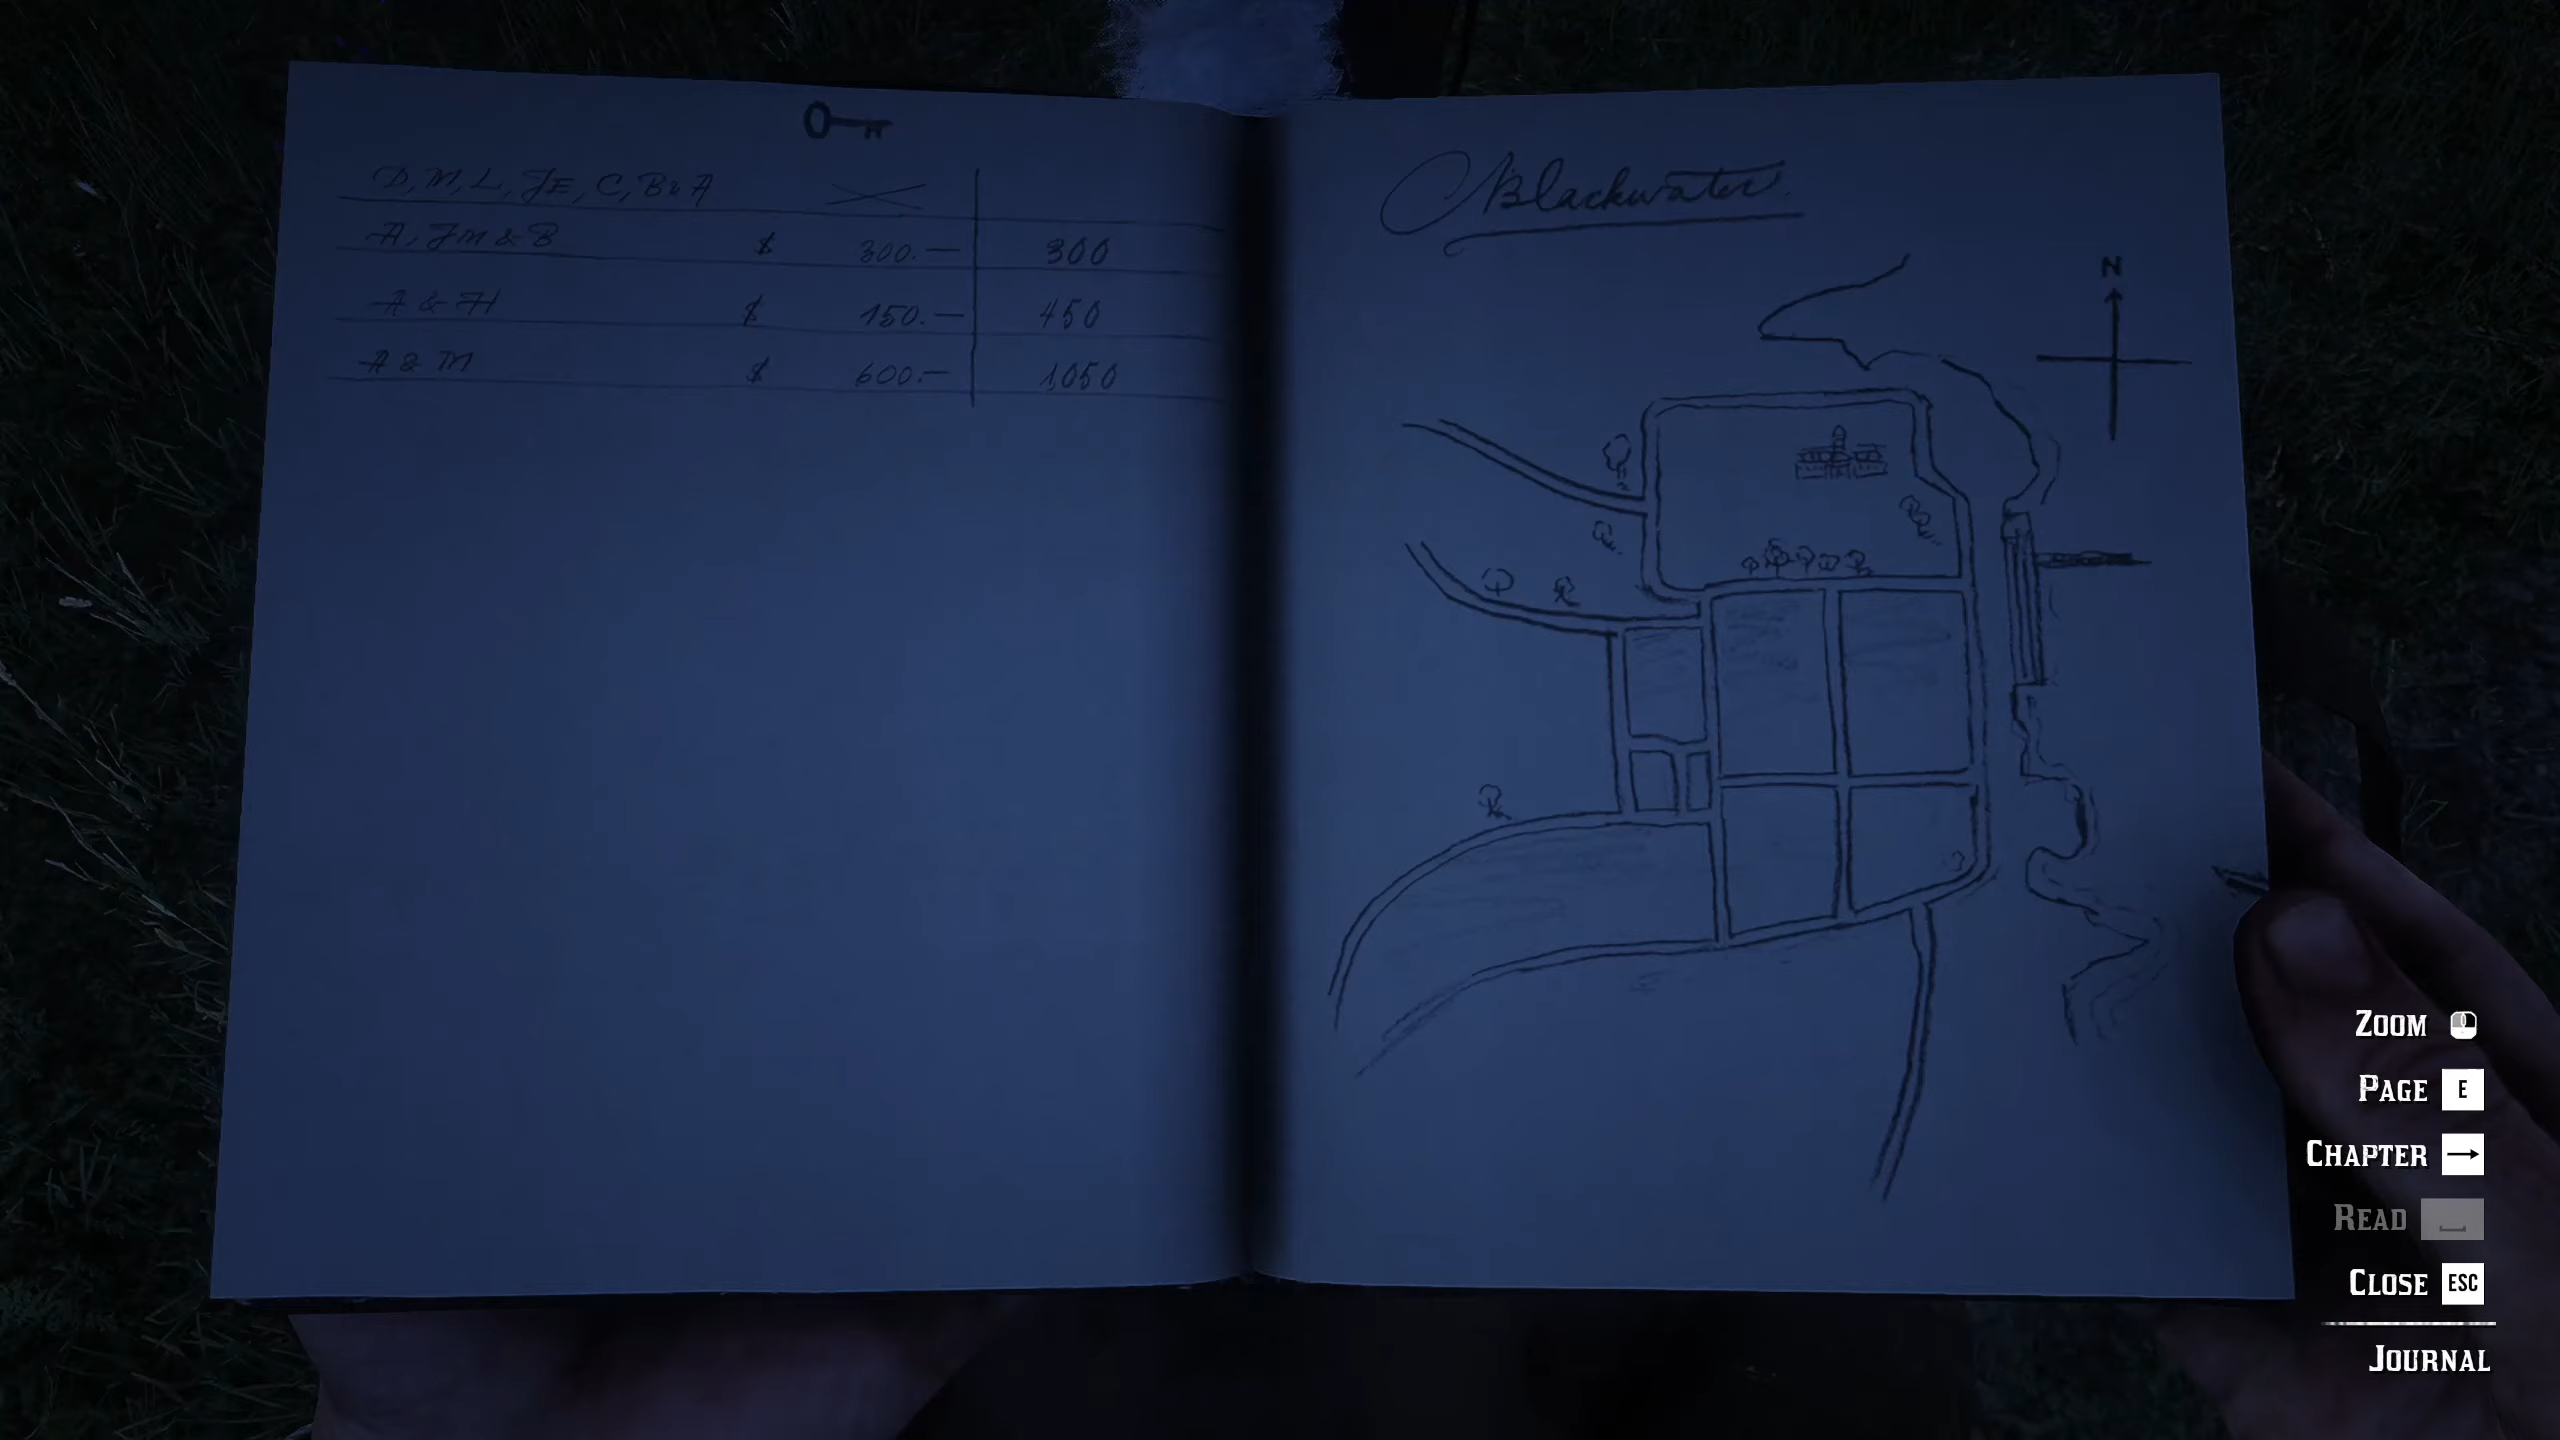 D, M, L, JE, C, B & A
A, JM & B $ 300.— 300
A & H $ 150.— 450
A & M $ 600.— 1050
Blackwater
N
ZOOM
PAGE E
CHAPTER →
READ
CLOSE ESC
JOURNAL